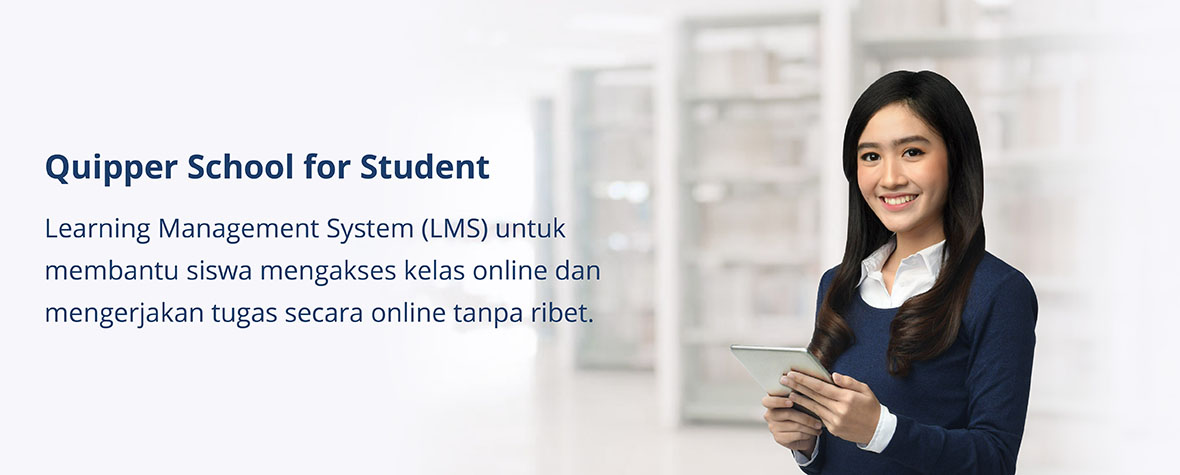 Quipper School for Student
Learning Management System (LMS) untuk
membantu siswa mengakses kelas online dan
mengerjakan tugas secara online tanpa ribet.